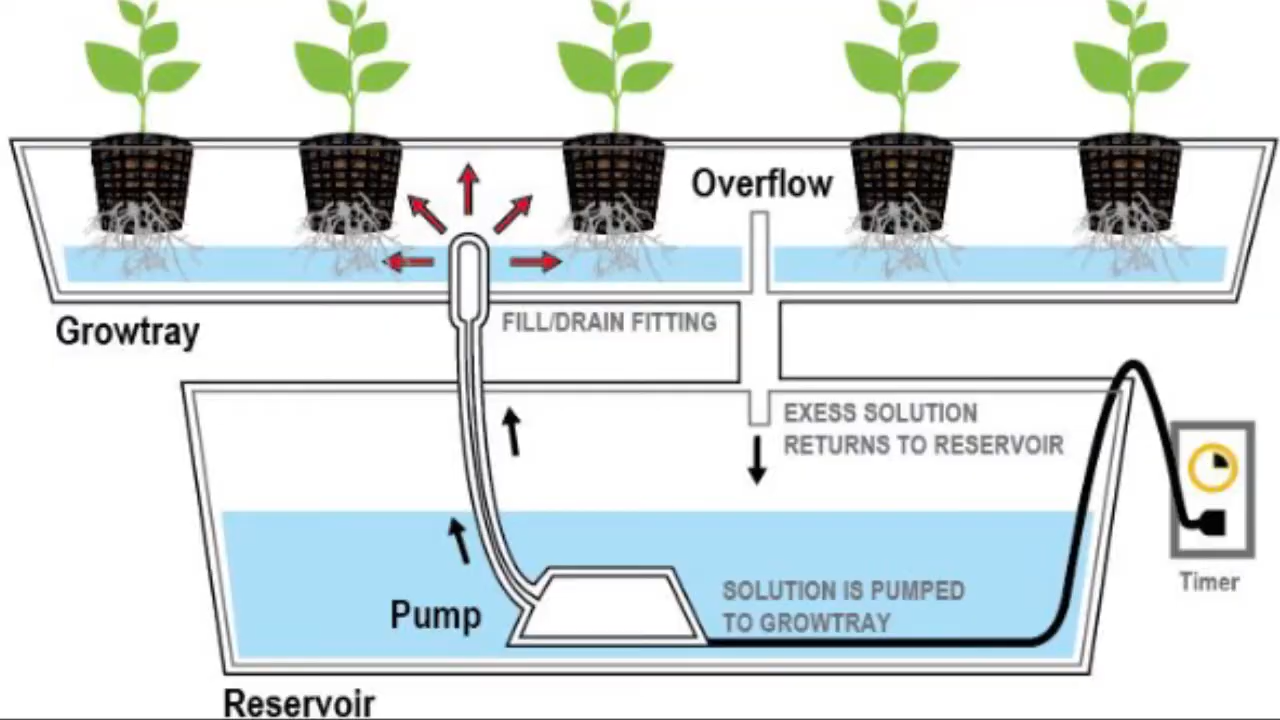 Overflow
Growtray
FILL/DRAIN FITTING
EXESS SOLUTION
RETURNS TO RESERVOIR
Timer
Pump
SOLUTION IS PUMPED
TO GROWTRAY
Reservoir